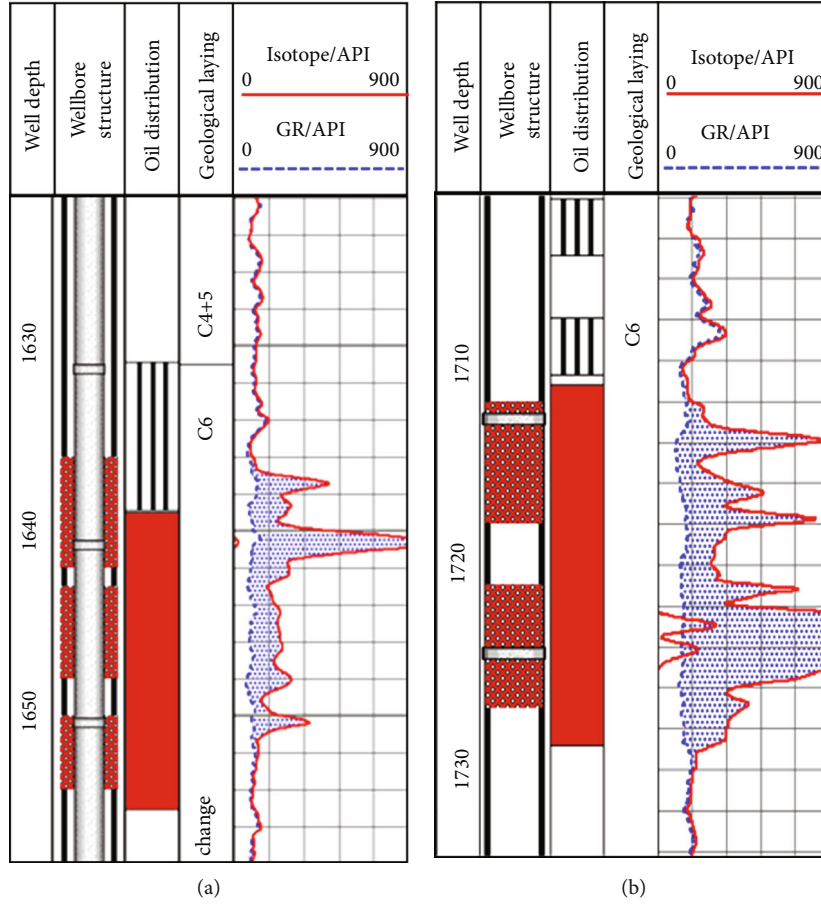 Well depth
Wellbore
structure
Oil distribution
Geological laying
Isotope/API
0 900
GR/API
0 900
1630
1640
1650
C4+5
C6
change
(a)
Well depth
Wellbore
structure
Oil distribution
Geological laying
Isotope/API
0 900
GR/API
0 900
1710
1720
1730
C6
(b)